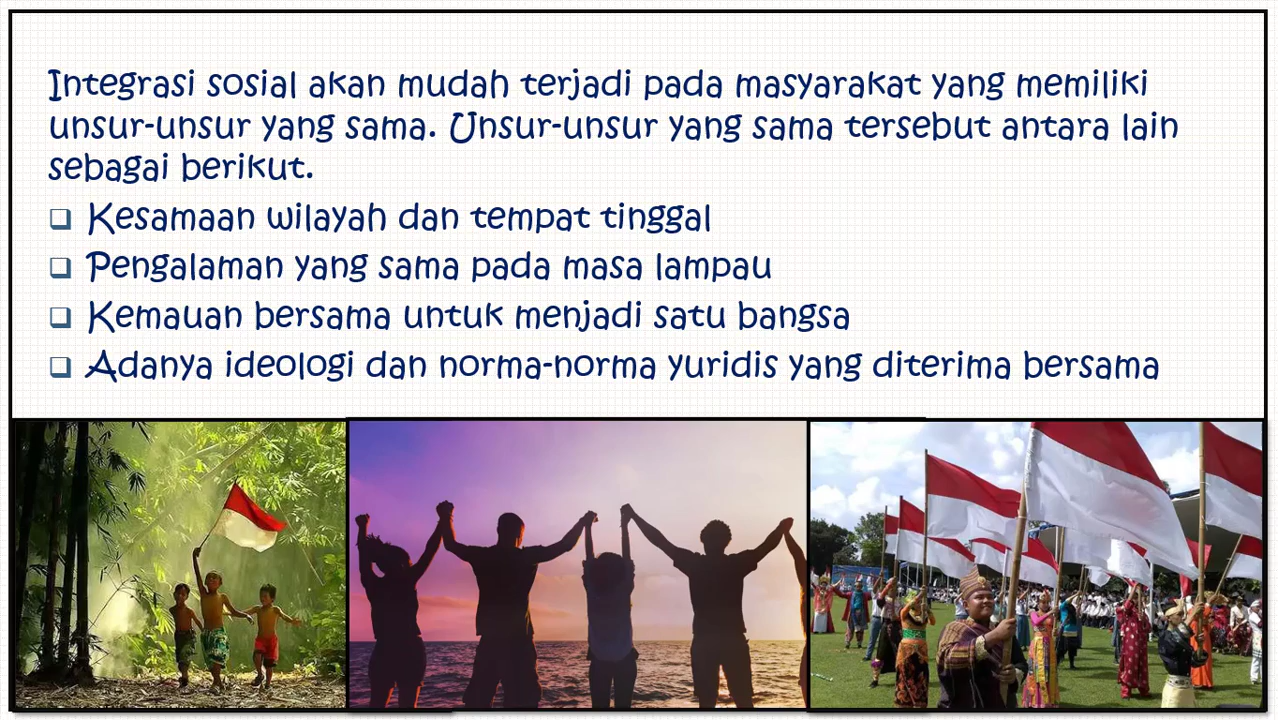 Integrasi sosial akan mudah terjadi pada masyarakat yang memiliki
unsur-unsur yang sama. Unsur-unsur yang sama tersebut antara lain
sebagai berikut.
❑ Kesamaan wilayah dan tempat tinggal
❑ Pengalaman yang sama pada masa lampau
❑ Kemauan bersama untuk menjadi satu bangsa
❑ Adanya ideologi dan norma-norma yuridis yang diterima bersama